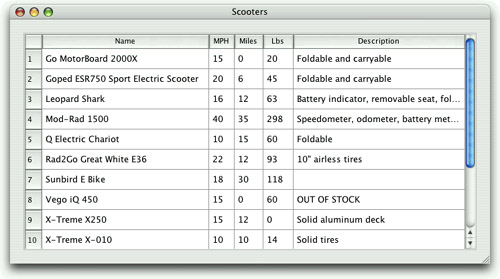 Scooters
Name MPH Miles Lbs Description
1 Go MotorBoard 2000X 15 0 20 Foldable and carryable
2 Goped ESR750 Sport Electric Scooter 20 6 45 Foldable and carryable
3 Leopard Shark 16 12 63 Battery indicator, removable seat, fol...
4 Mod-Rad 1500 40 35 298 Speedometer, odometer, battery met...
5 Q Electric Chariot 10 15 60 Foldable
6 Rad2Go Great White E36 22 12 93 10" airless tires
7 Sunbird E Bike 18 30 118
8 Vego iQ 450 15 0 60 OUT OF STOCK
9 X-Treme X250 15 12 0 Solid aluminum deck
10 X-Treme X-010 10 10 14 Solid tires